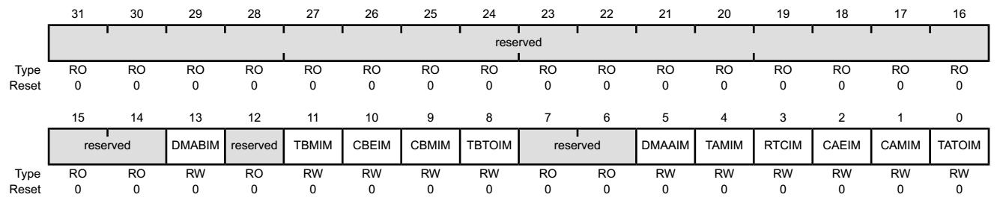 31 30 29 28 27 26 25 24 23 22 21 20 19 18 17 16
reserved
Type RO RO RO RO RO RO RO RO RO RO RO RO RO RO RO RO
Reset 0 0 0 0 0 0 0 0 0 0 0 0 0 0 0 0
15 14 13 12 11 10 9 8 7 6 5 4 3 2 1 0
reserved DMABIM reserved TBMIM CBEIM CBMIM TBTOIM reserved DMAAIM TAMIM RTCIM CAEIM CAMIM TATOIM
Type RO RO RW RO RW RW RW RW RO RO RW RW RW RW RW RW
Reset 0 0 0 0 0 0 0 0 0 0 0 0 0 0 0 0